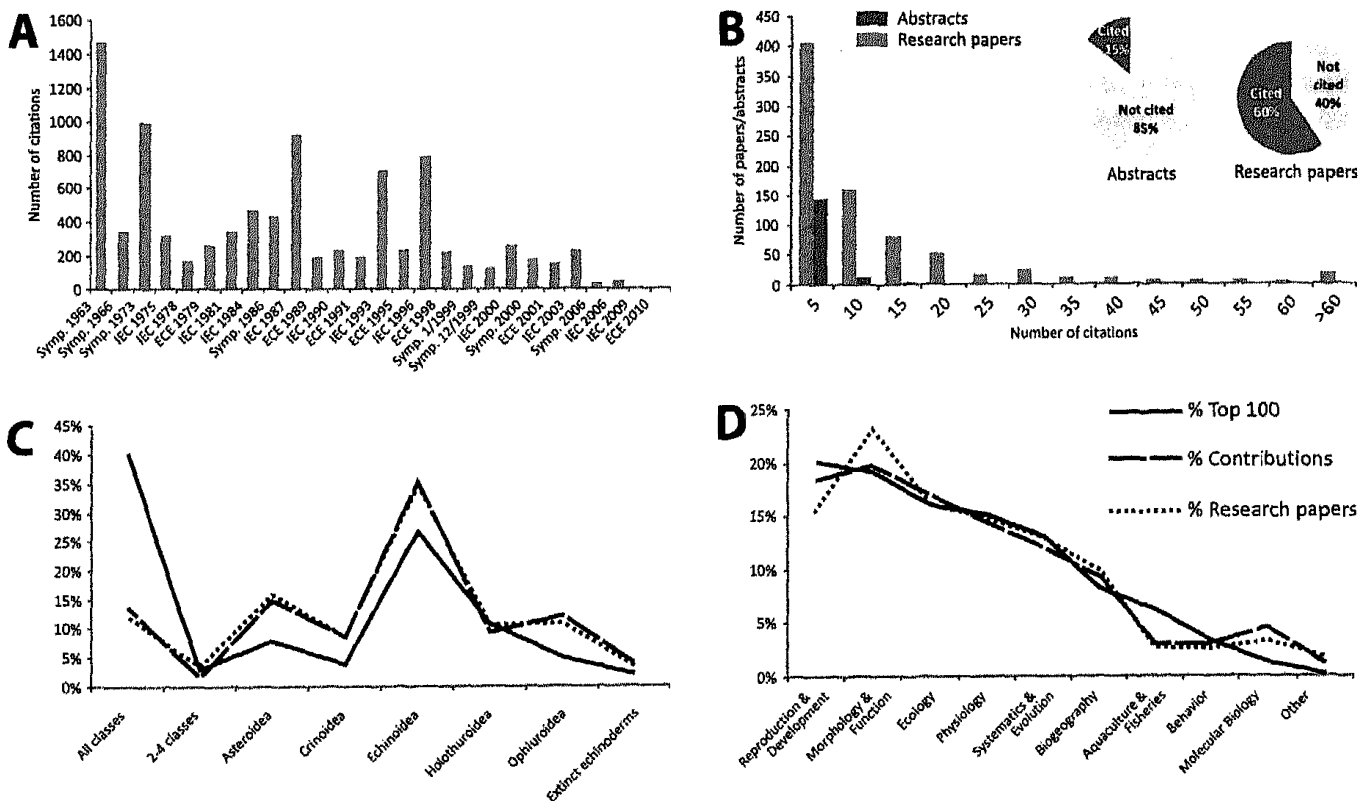 A
Number of citations
1600
1400
1200
1000
800
600
400
200
0
Symp. 1963
Symp. 1966
Symp. 1973
IEC 1975
IEC 1978
ECE 1979
IEC 1981
IEC 1984
Symp. 1986
IEC 1987
ECE 1989
IEC 1990
ECE 1991
IEC 1993
ECE 1995
IEC 1996
ECE 1998
Symp. 1/1999
Symp. 12/1999
IEC 2000
Symp. 2000
ECE 2001
IEC 2003
Symp. 2006
IEC 2006
IEC 2009
ECE 2010
B
Number of papers/abstracts
450
400
350
300
250
200
150
100
50
0
Abstracts
Research papers
Cited
15%
Not cited
85%
Abstracts
Cited
60%
Not
cited
40%
Research papers
5
10
15
20
25
30
35
40
45
50
55
60
>60
Number of citations
C
45%
40%
35%
30%
25%
20%
15%
10%
5%
0%
All classes
2-4 classes
Asteroidea
Crinoidea
Echinoidea
Holothuroidea
Ophiuroidea
Extinct echinoderms
D
25%
20%
15%
10%
5%
0%
% Top 100
% Contributions
% Research papers
Reproduction &
Development
Morphology &
Function
Ecology
Physiology
Systematics &
Evolution
Biogeography
Aquaculture &
Fisheries
Behavior
Molecular Biology
Other